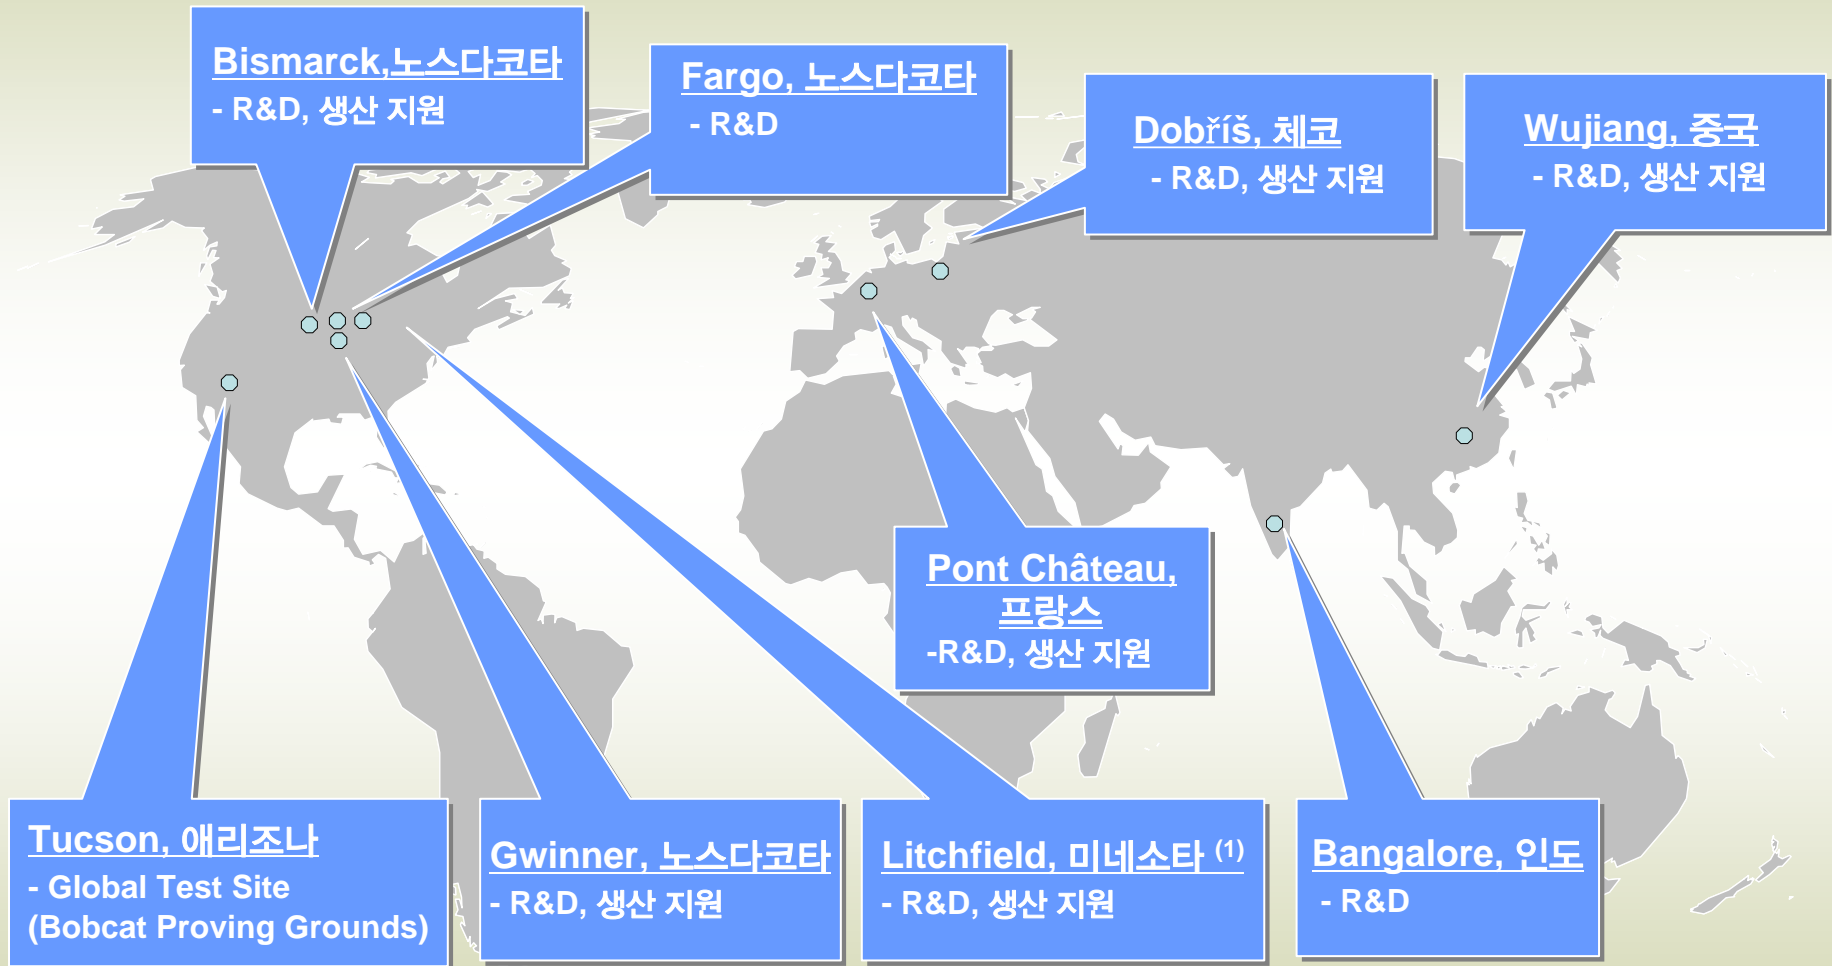 Bismarck,노스다코타
- R&D, 생산 지원
Fargo, 노스다코타
- R&D
Dobříš, 체코
- R&D, 생산 지원
Wujiang, 중국
- R&D, 생산 지원
Pont Château,
프랑스
-R&D, 생산 지원
Tucson, 애리조나
- Global Test Site
(Bobcat Proving Grounds)
Gwinner, 노스다코타
- R&D, 생산 지원
Litchfield, 미네소타 (1)
- R&D, 생산 지원
Bangalore, 인도
- R&D